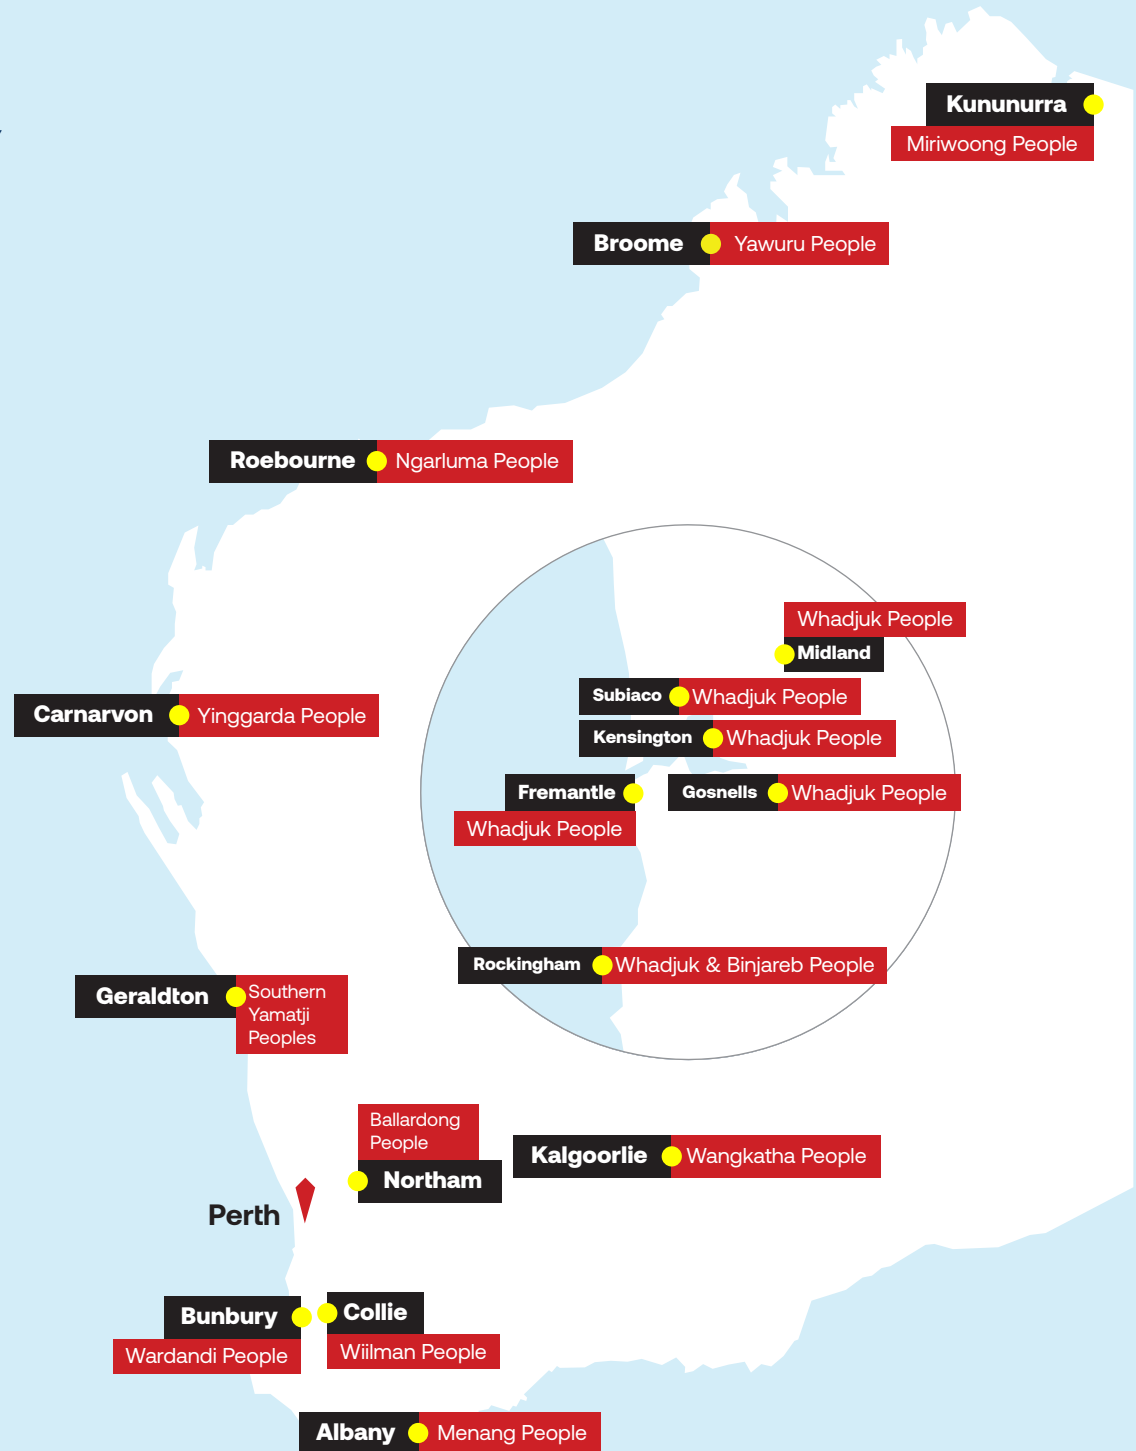 Kununurra
Miriwoong People
Broome
Yawuru People
Roebourne
Ngarluma People
Whadjuk People
Midland
Subiaco
Whadjuk People
Carnarvon
Yinggarda People
Kensington
Whadjuk People
Fremantle
Whadjuk People
Gosnells
Whadjuk People
Rockingham
Whadjuk & Binjareb People
Geraldton
Southern
Yamatji
Peoples
Ballardong
People
Northam
Kalgoorlie
Wangkatha People
Perth
Bunbury
Wardandi People
Collie
Wiilman People
Albany
Menang People